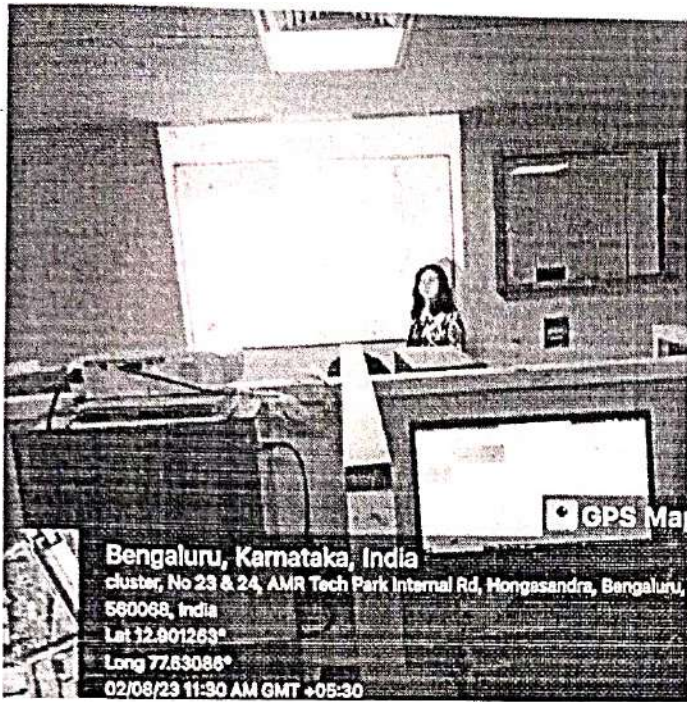 GPS Ma
Bengaluru, Karnataka, India
cluster, No 23 & 24, AMR Tech Park Internal Rd, Hongasandra, Bengaluru,
560068, India
Lat 12.901263°
Long 77.63086°
02/08/23 11:30 AM GMT +05:30